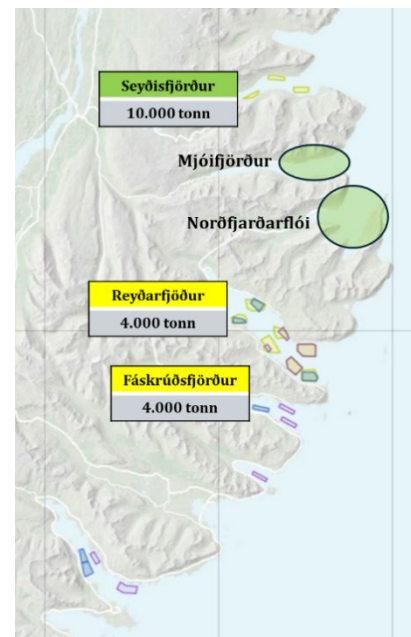 Seyðisfjörður
10.000 tonn
Mjóifjörður
Norðfjarðarflói
Reyðarfjöður
4.000 tonn
Fáskrúðsfjörður
4.000 tonn